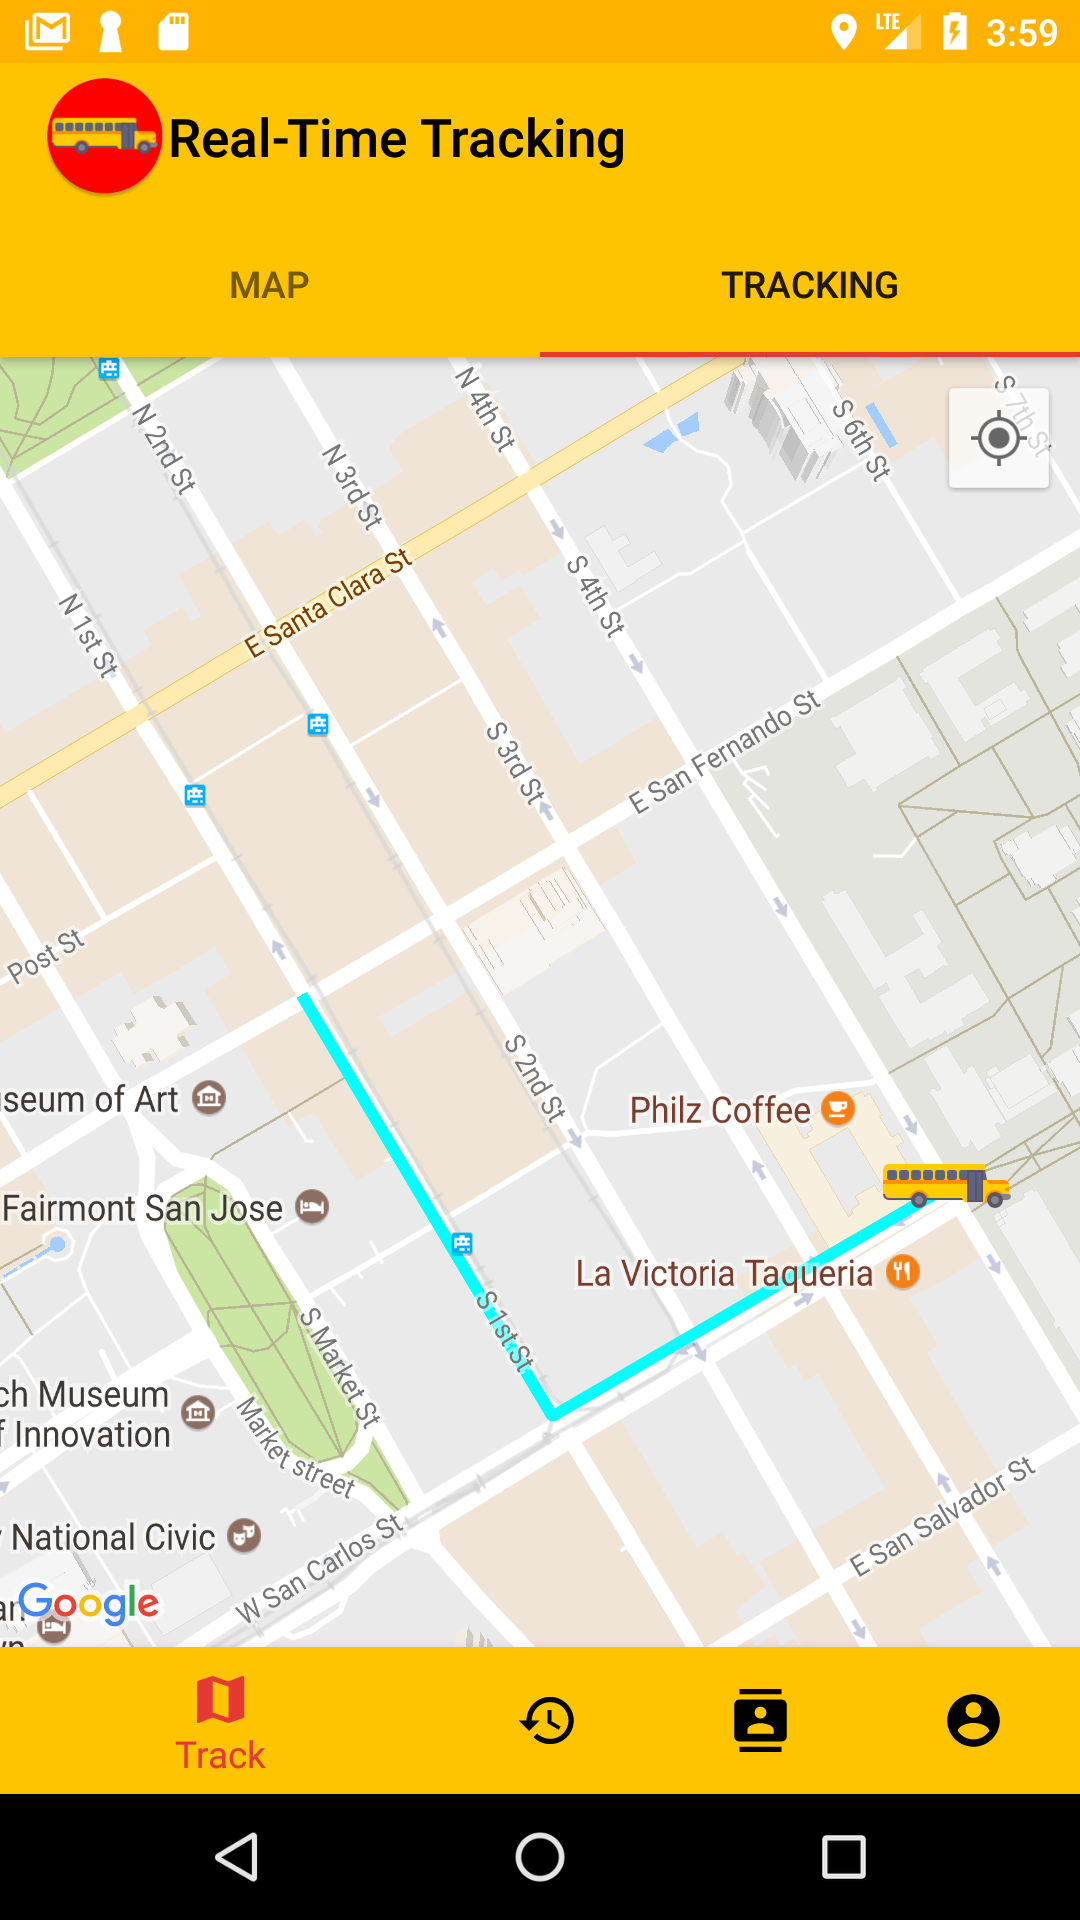 LTE
3:59
Real-Time Tracking
MAP
TRACKING
N 2nd St
N 3rd St
N 4th St
S 6th St
S 7th St
N 1st St
E Santa Clara St
S 4th St
S 3rd St
E San Fernando St
Post St
S 2nd St
seum of Art
Philz Coffee
Fairmont San Jose
La Victoria Taqueria
S 1st St
S Market St
ch Museum
f Innovation
Market street
National Civic
W San Carlos St
E San Salvador St
Google
Track